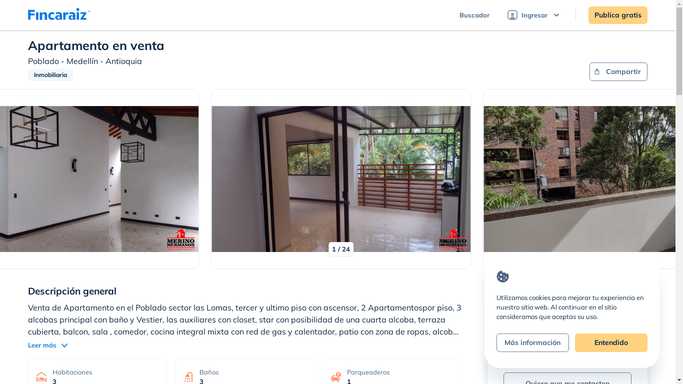 Fincaraiz
Buscador
Ingresar
Publica gratis
Apartamento en venta
Poblado - Medellín - Antioquia
Inmobiliaria
Compartir
MERINO
MERINO
1 / 24
Descripción general
Venta de Apartamento en el Poblado sector las Lomas, tercer y ultimo piso con ascensor, 2 Apartamentospor piso, 3
alcobas principal con baño y Vestier, las auxiliares con closet, star con posibilidad de una cuarta alcoba, terraza
cubierta, balcon, sala , comedor, cocina integral mixta con red de gas y calentador, patio con zona de ropas, alcob...
Leer más
Habitaciones
3
Baños
3
Parqueaderos
1
Utilizamos cookies para mejorar tu experiencia en
nuestro sitio web. Al continuar en el sitio
consideramos que aceptas su uso.
Más información
Entendido
Quiero que me contacten